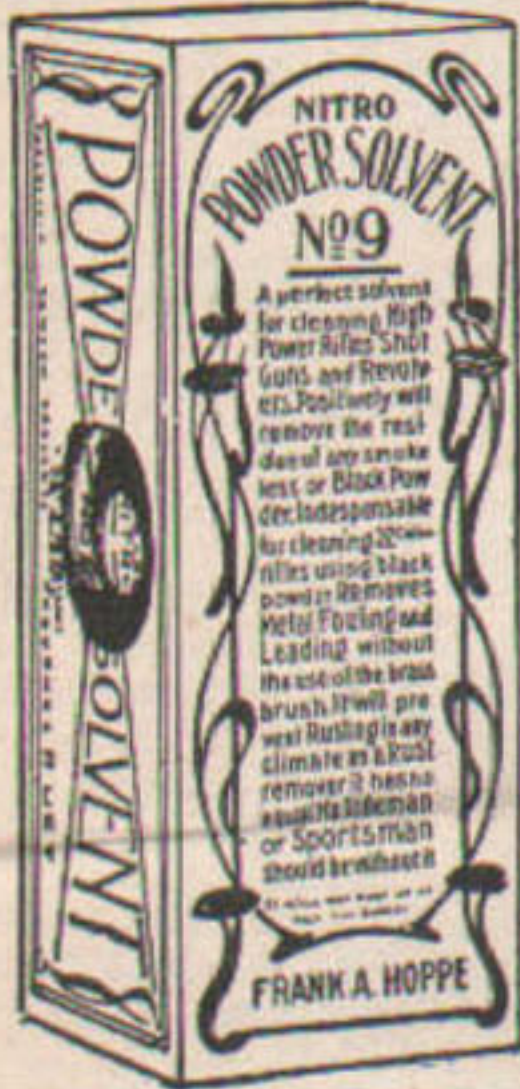 POWDE
SOLVENT
NITRO
POWDER SOLVENT
No 9
A perfect solvent
for cleaning High
Power Rifles Shot
Guns and Revolv
ers. Positively will
remove the resi
due of any smoke
less or Black Pow
der. Indespensable
for cleaning 22
rifles using black
powder Removes
Metal Fouling and
Leading without
the use of the brass
brush. It will pre
vent Rusting in any
climate as a RUST
remover it has no
equal No Rifleman
or Sportsman
should be without it
FRANK A. HOPPE